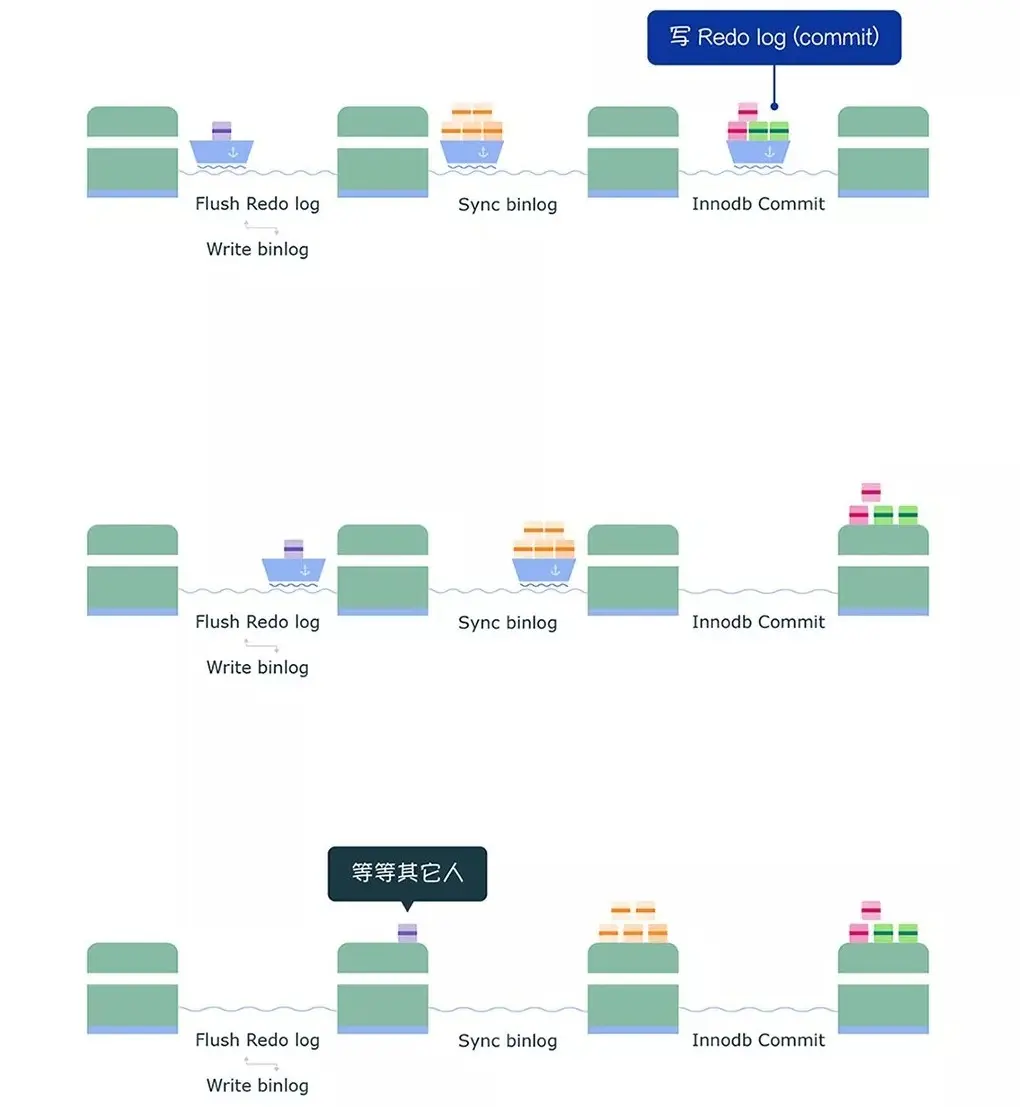 写 Redo log (commit)
Flush Redo log
Sync binlog
Innodb Commit
Write binlog
Flush Redo log
Sync binlog
Innodb Commit
Write binlog
等等其它人
Flush Redo log
Sync binlog
Innodb Commit
Write binlog